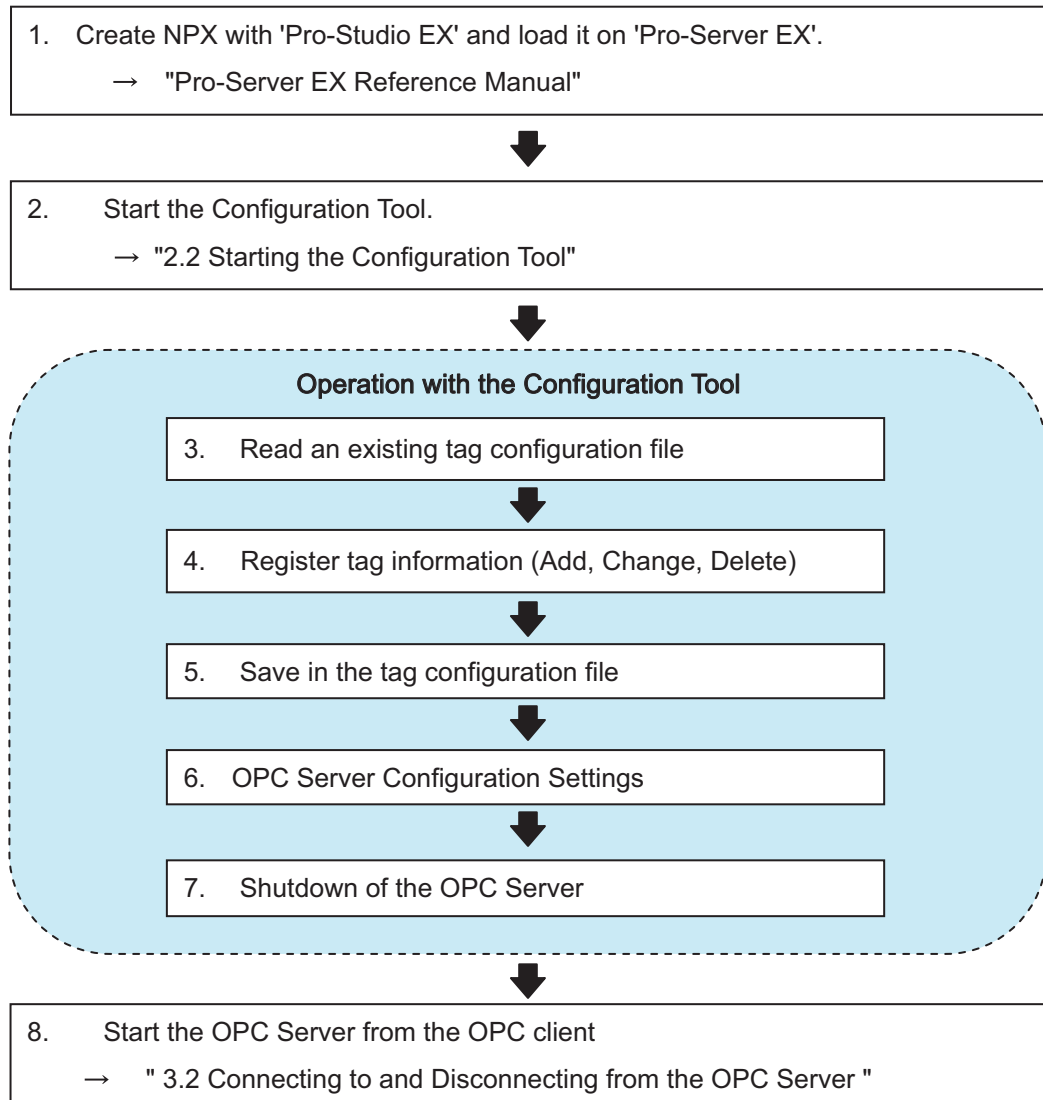 1. Create NPX with 'Pro-Studio EX' and load it on 'Pro-Server EX'.
→ "Pro-Server EX Reference Manual"
2. Start the Configuration Tool.
→ "2.2 Starting the Configuration Tool"
Operation with the Configuration Tool
3. Read an existing tag configuration file
4. Register tag information (Add, Change, Delete)
5. Save in the tag configuration file
6. OPC Server Configuration Settings
7. Shutdown of the OPC Server
8. Start the OPC Server from the OPC client
→ " 3.2 Connecting to and Disconnecting from the OPC Server "